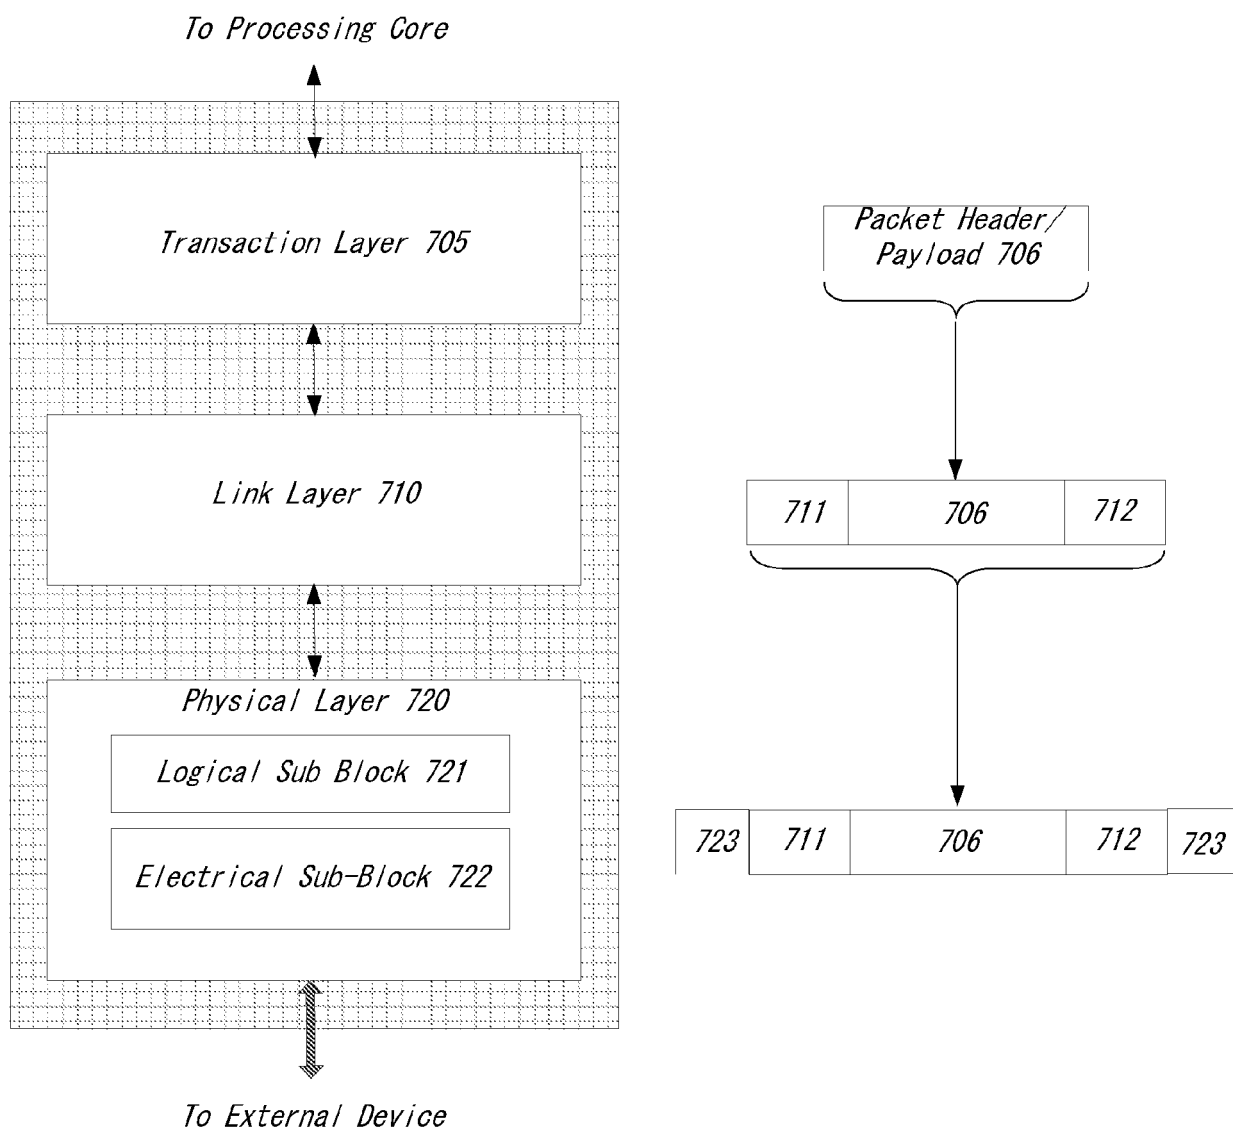 To Processing Core
Transaction Layer 705
Packet Header/
Payload 706
Link Layer 710
711 706 712
Physical Layer 720
Logical Sub Block 721
Electrical Sub-Block 722
723 711 706 712 723
To External Device